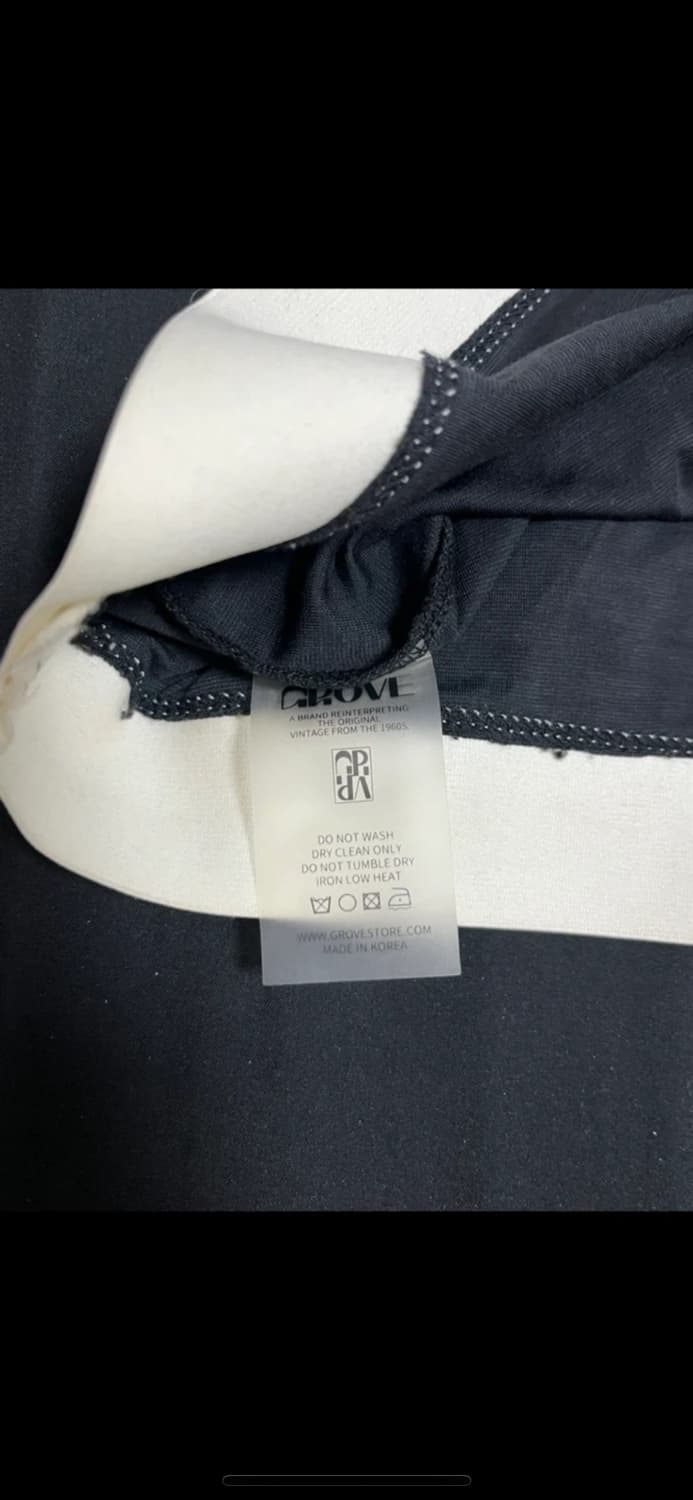 GROVE
A BRAND REINTERPRETING
THE ORIGINAL
VINTAGE FROM THE 1960S.
DO NOT WASH
DRY CLEAN ONLY
DO NOT TUMBLE DRY
IRON LOW HEAT
WWW.GROVESTORE.COM
MADE IN KOREA